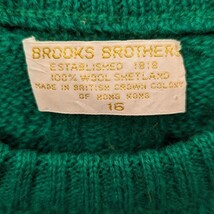 BROOKS BROTHERS
ESTABLISHED 1818
100% WOOL SHETLAND
MADE IN BRITISH CROWN COLONY
OF HONG KONG
16